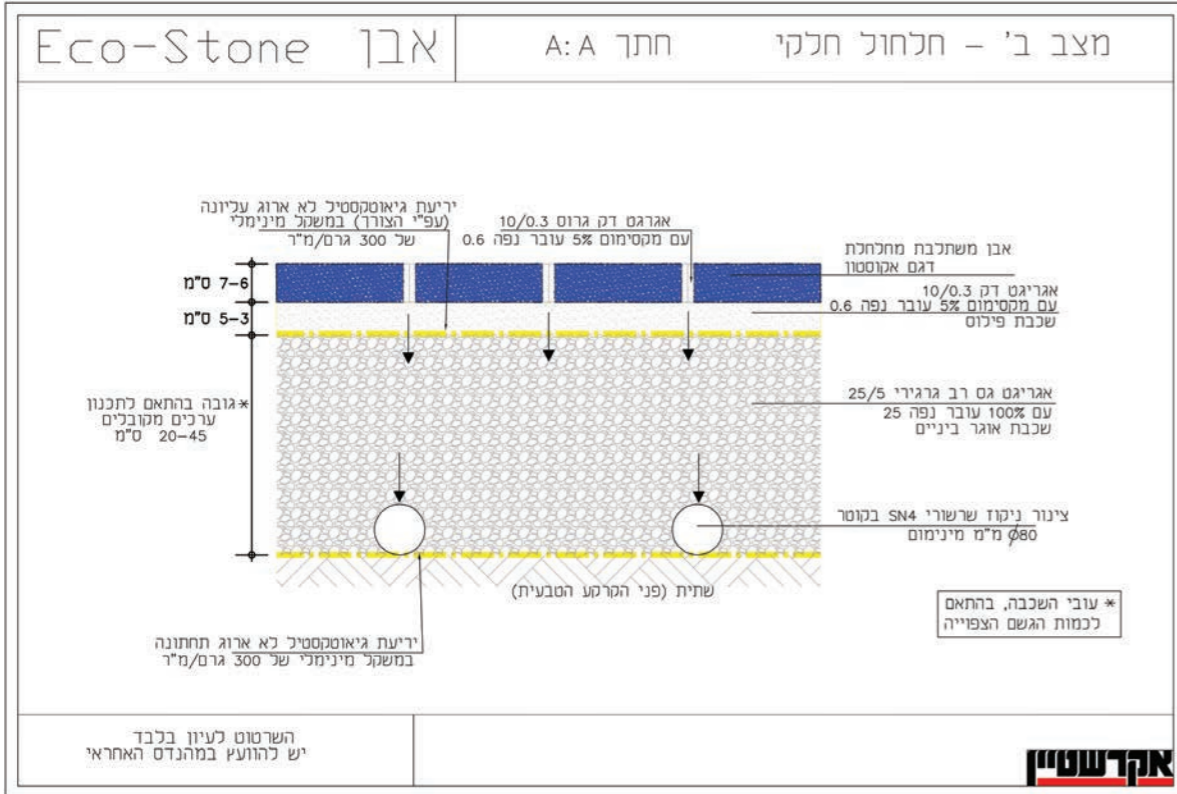 מצב ב' – חלחול חלקי
חתך A:A
אבן Eco-Stone
יריעת גיאוטקסטיל לא ארוג עליונה
(עפ"י הצורך) במשקל מינימלי
של 300 גרם/מ"ר
אגרגט דק גרוס 10/0.3
עם מקסימום 5% עובר נפה 0.6
אבן משתלבת מחלחלת
דגם אקוסטון
אגריגט דק 10/0.3
עם מקסימום 5% עובר נפה 0.6
שכבת פילוס
7-6 ס"מ
5-3 ס"מ
*גובה בהתאם לתכנון
ערכים מקובלים
20-45 ס"מ
אגריגט גס רב גרגירי 25/5
עם 100% עובר נפה 25
שכבת אוגר ביניים
צינור ניקוז שרשורי SN4 בקוטר
Ø80 מ"מ מינימום
שתית (פני הקרקע הטבעית)
* עובי השכבה, בהתאם
לכמות הגשם הצפוייה
יריעת גיאוטקסטיל לא ארוג תחתונה
במשקל מינימלי של 300 גרם/מ"ר
השרטוט לעיון בלבד
יש להוועץ במהנדס האחראי
אקרשטיין